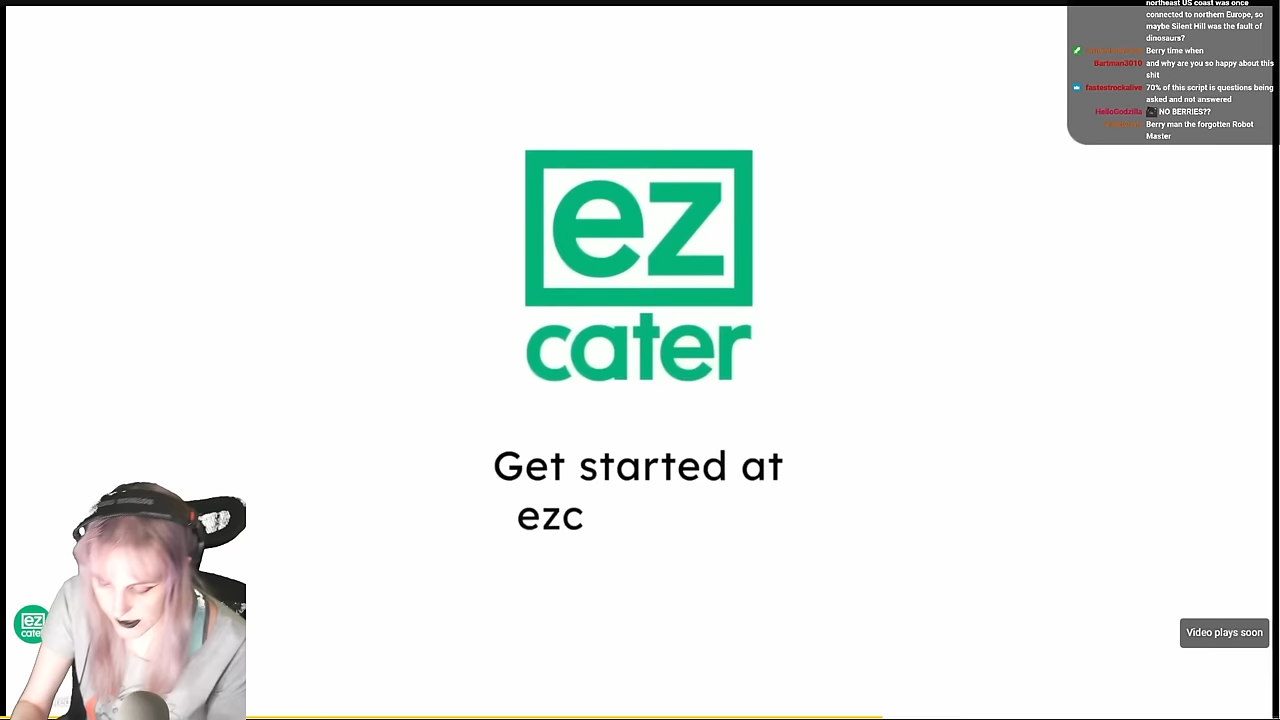 northeast US coast was once
connected to northern Europe, so
maybe Silent Hill was the fault of
dinosaurs?
Berry time when
Bartman3010 and why are you so happy about this
shit
fastestrockalive 70% of this script is questions being
asked and not answered
HelloGodzilla NO BERRIES??
Berry man the forgotten Robot
Master
ez
cater
Get started at
ezc
ez
cater
Video plays soon